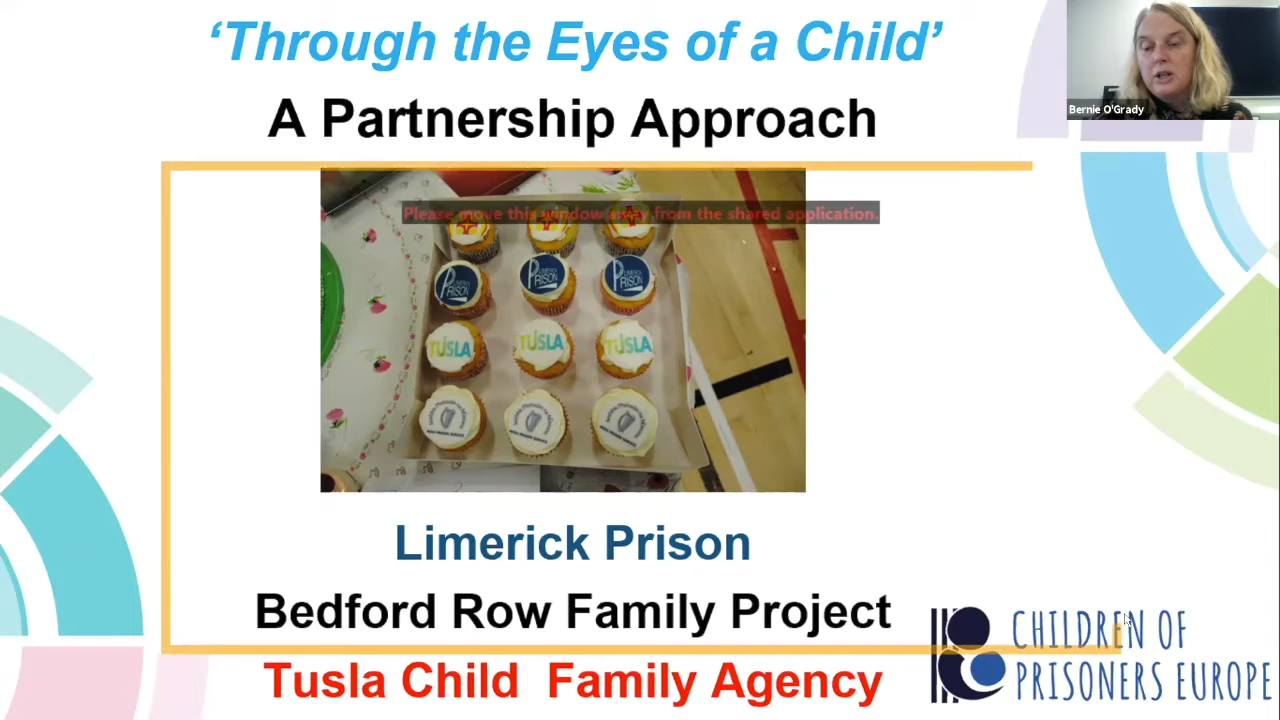 ‘Through the Eyes of a Child’
A Partnership Approach
Bernie O'Grady
Please move this window away from the shared application.
LIMERICK PRISON
LIMERICK PRISON
TUSLA
TUSLA
TUSLA
Limerick Prison
Bedford Row Family Project
Tusla Child  Family Agency
CHILDREN OF
PRISONERS EUROPE